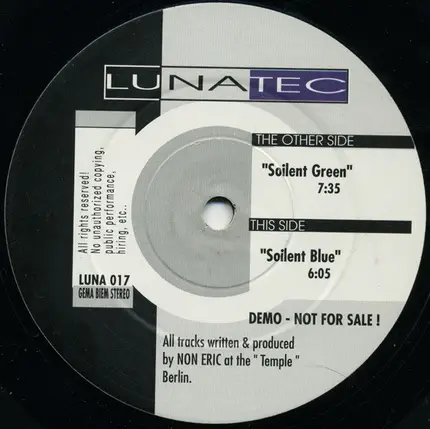 LUNATEC
THE OTHER SIDE
"Soilent Green"
7:35
THIS SIDE
"Soilent Blue"
6:05
All rights reserved!
No unauthorized copying,
public performance,
hiring, etc..
LUNA 017
GEMA BIEM STEREO
DEMO - NOT FOR SALE !
All tracks written & produced
by NON ERIC at the " Temple "
Berlin.